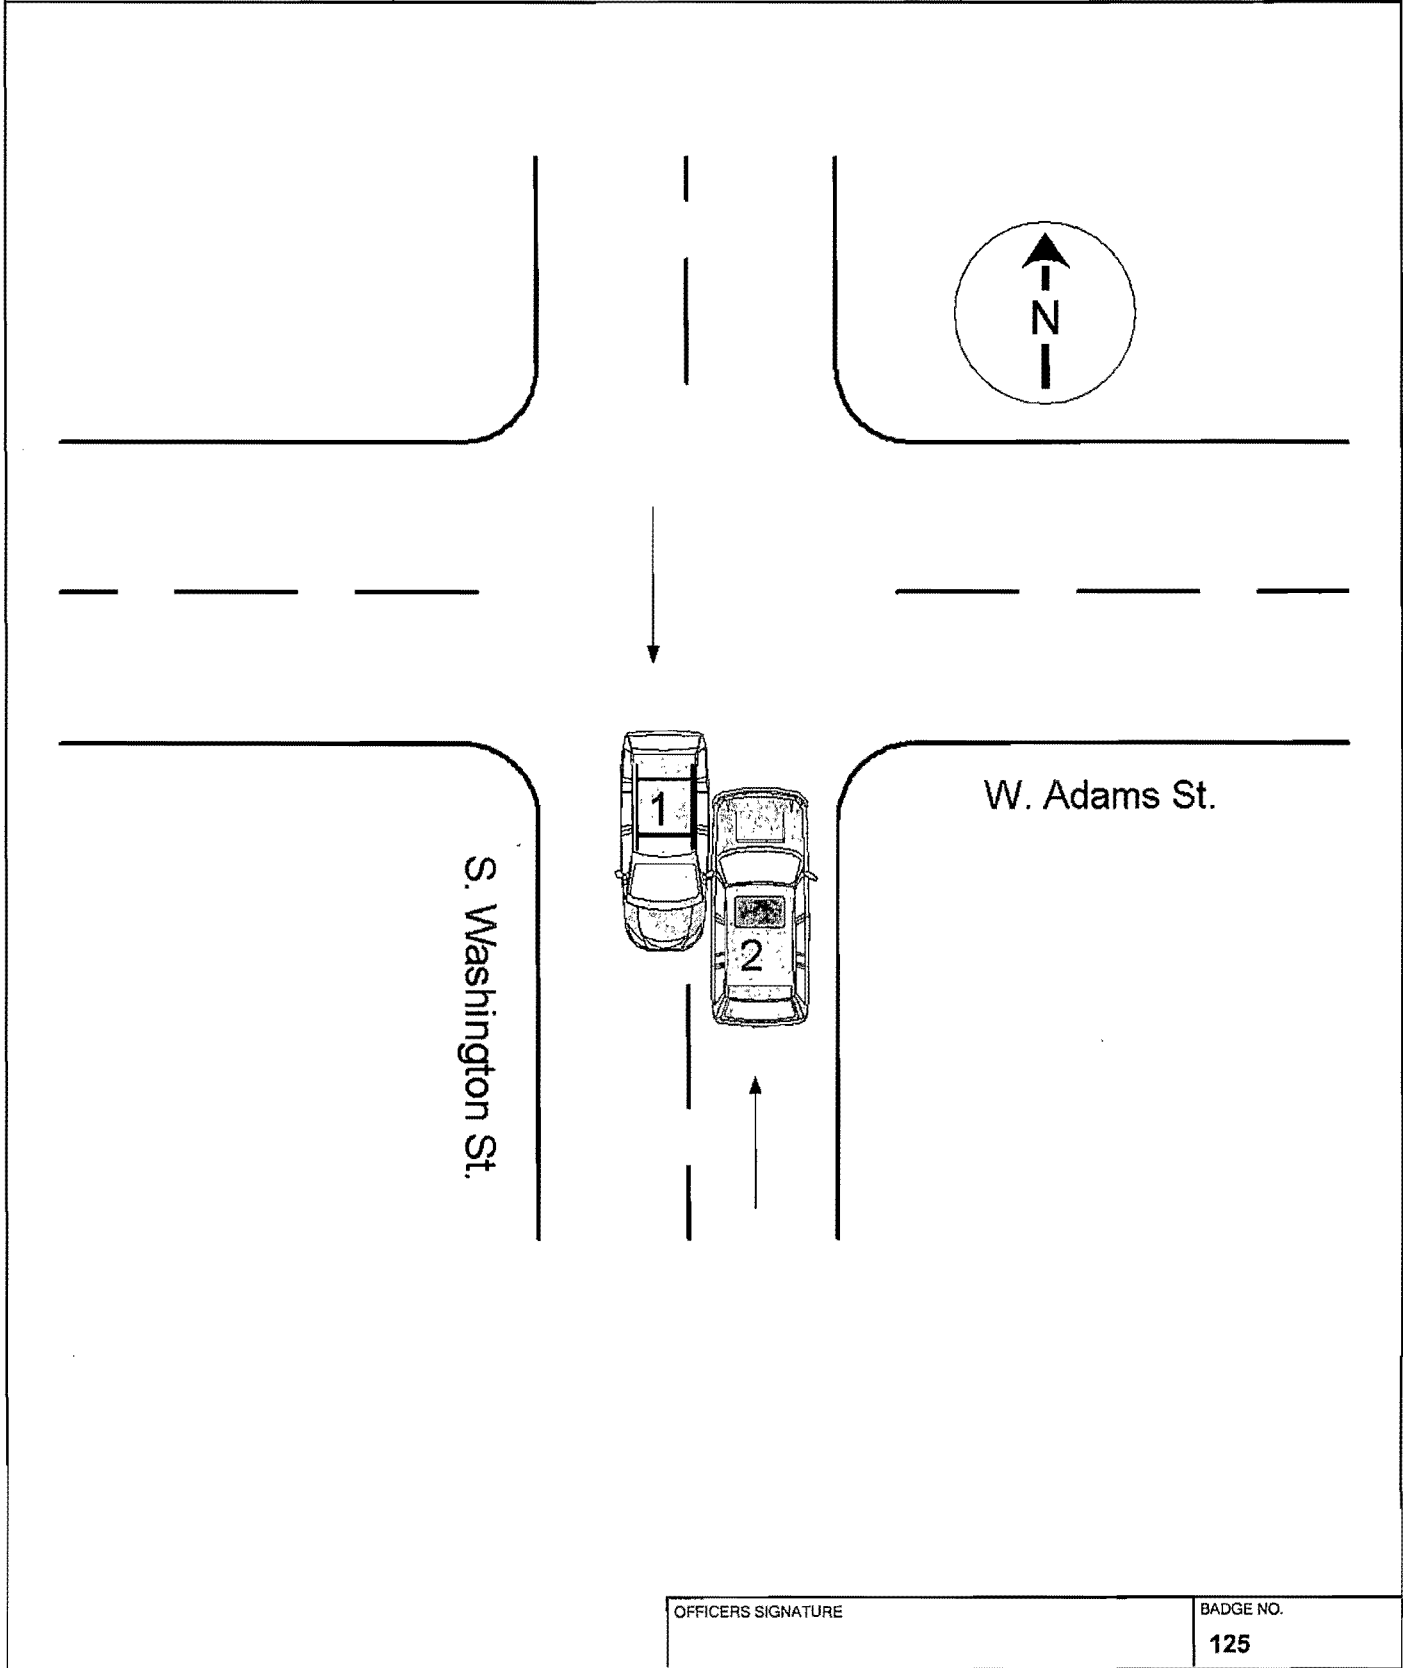 N
W. Adams St.
1
2
S. Washington St.
OFFICERS SIGNATURE
BADGE NO.
125